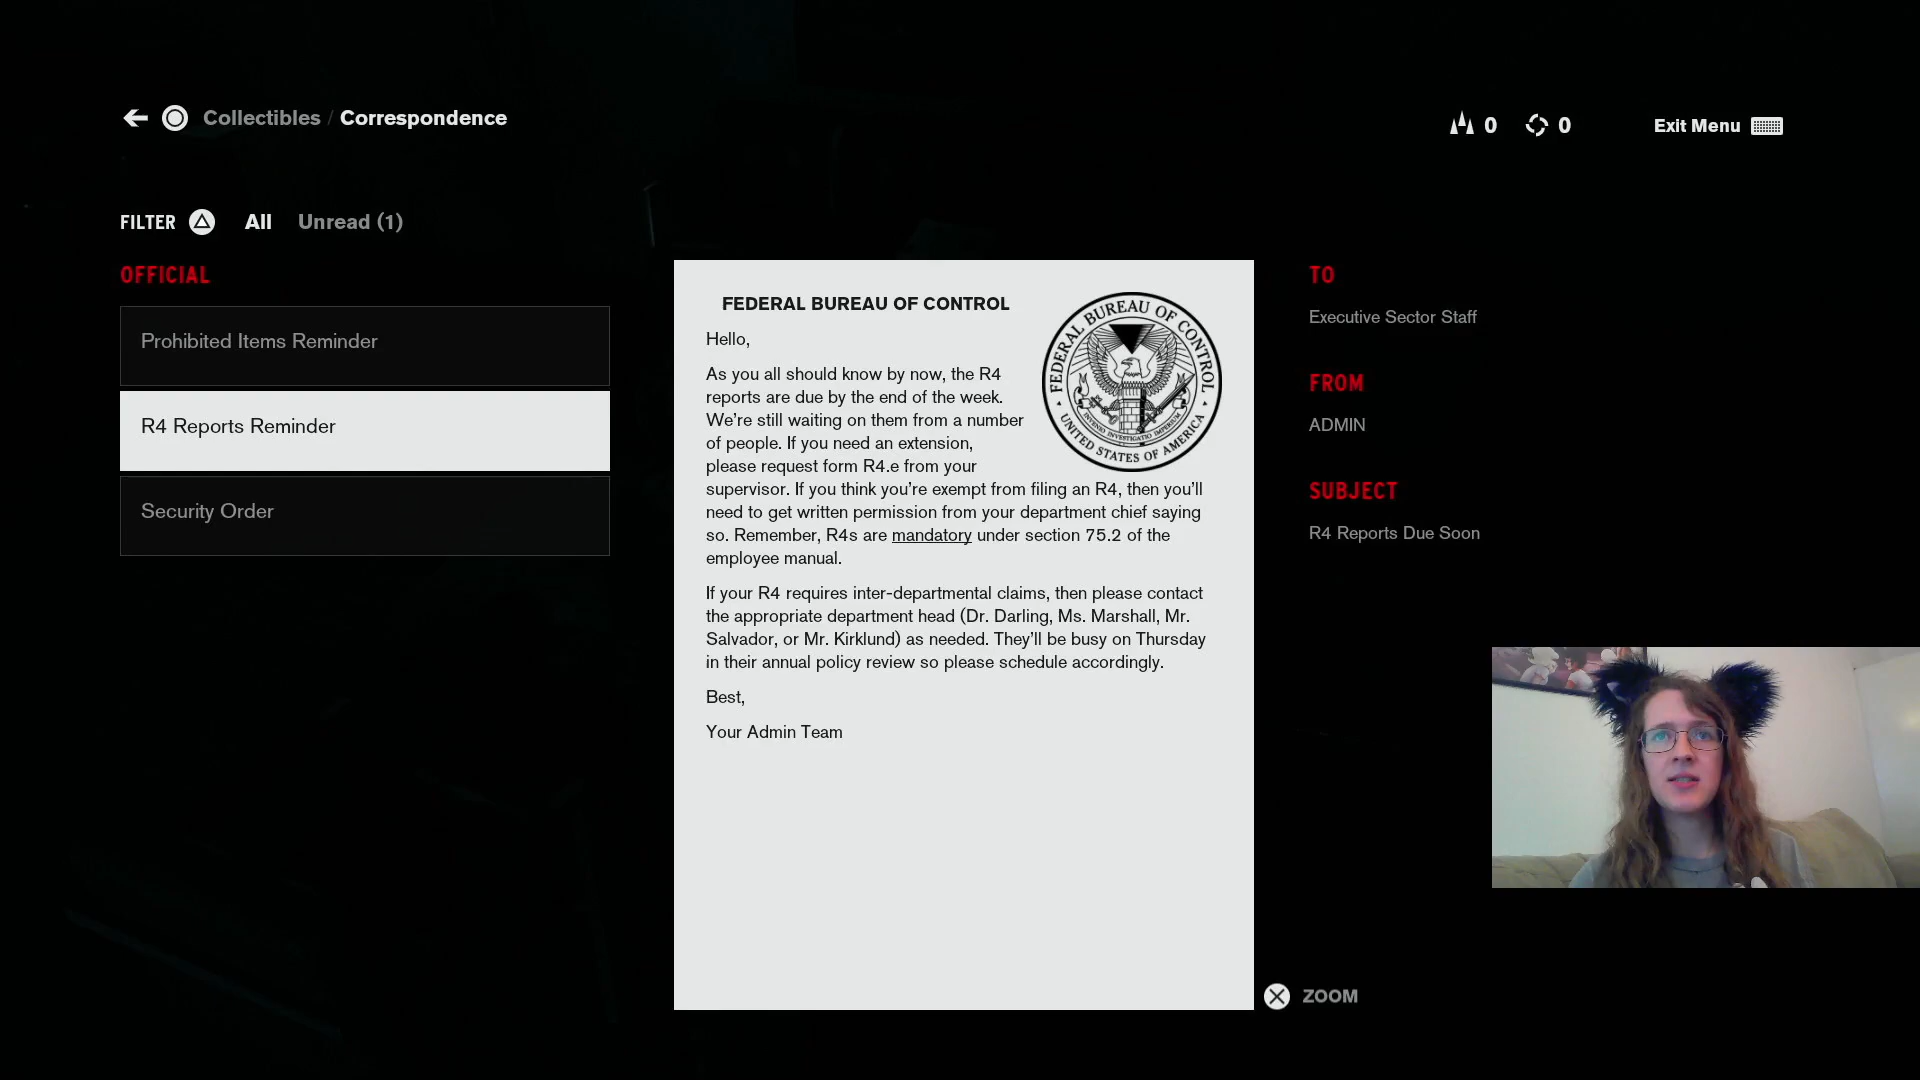 Collectibles / Correspondence
0 0 Exit Menu
FILTER All Unread (1)
OFFICIAL
Prohibited Items Reminder
R4 Reports Reminder
Security Order
FEDERAL BUREAU OF CONTROL
Hello,
As you all should know by now, the R4
reports are due by the end of the week.
We're still waiting on them from a number
of people. If you need an extension,
please request form R4.e from your
supervisor. If you think you're exempt from filing an R4, then you'll
need to get written permission from your department chief saying
so. Remember, R4s are mandatory under section 75.2 of the
employee manual.
If your R4 requires inter-departmental claims, then please contact
the appropriate department head (Dr. Darling, Ms. Marshall, Mr.
Salvador, or Mr. Kirklund) as needed. They'll be busy on Thursday
in their annual policy review so please schedule accordingly.
Best,
Your Admin Team
FEDERAL BUREAU OF CONTROL
INVENIO INVESTIGATIO IMPERIUM
UNITED STATES OF AMERICA
TO
Executive Sector Staff
FROM
ADMIN
SUBJECT
R4 Reports Due Soon
ZOOM